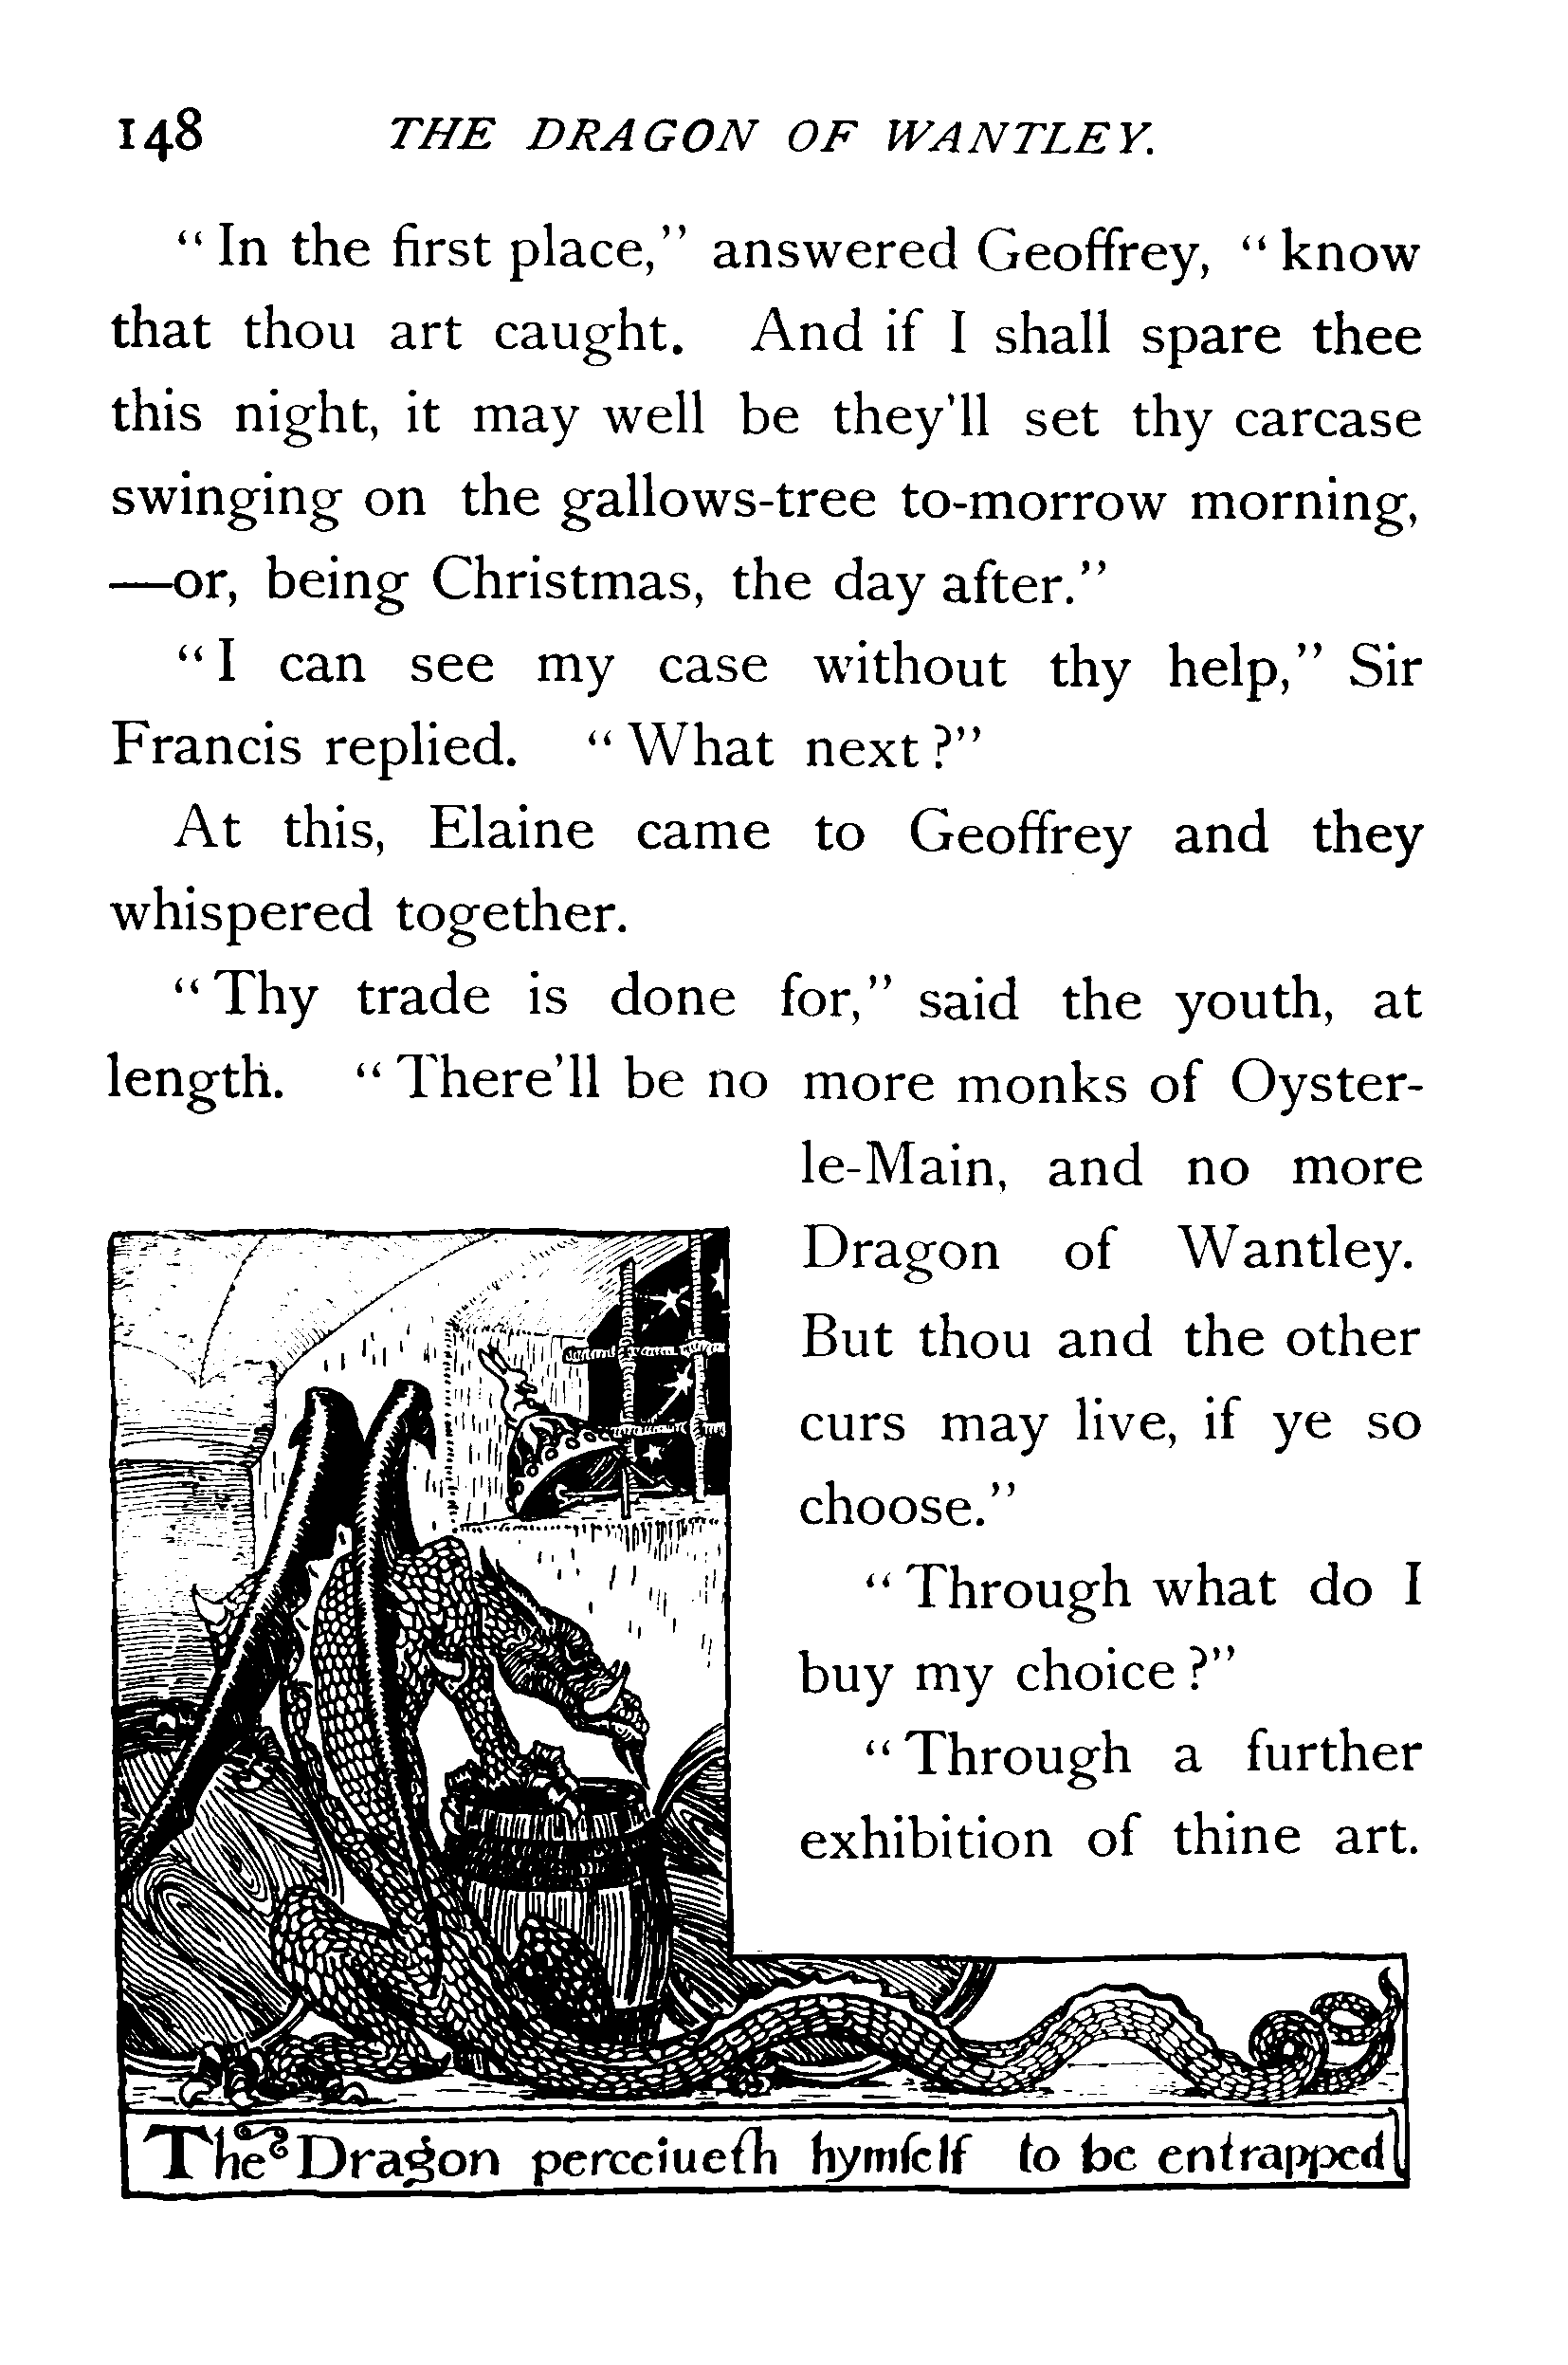 148 THE DRAGON OF WANTLEY.
“In the first place,” answered Geoffrey, “know
that thou art caught. And if I shall spare thee
this night, it may well be they’ll set thy carcase
swinging on the gallows-tree to-morrow morning,
—or, being Christmas, the day after.”
“I can see my case without thy help,” Sir
Francis replied. “What next?”
At this, Elaine came to Geoffrey and they
whispered together.
“Thy trade is done for,” said the youth, at
length. “There’ll be no more monks of Oyster-
le-Main, and no more
Dragon of Wantley.
But thou and the other
curs may live, if ye so
choose.”
“Through what do I
buy my choice?”
“Through a further
exhibition of thine art.
The Dragon perceiueth hymſelf to be entrapped